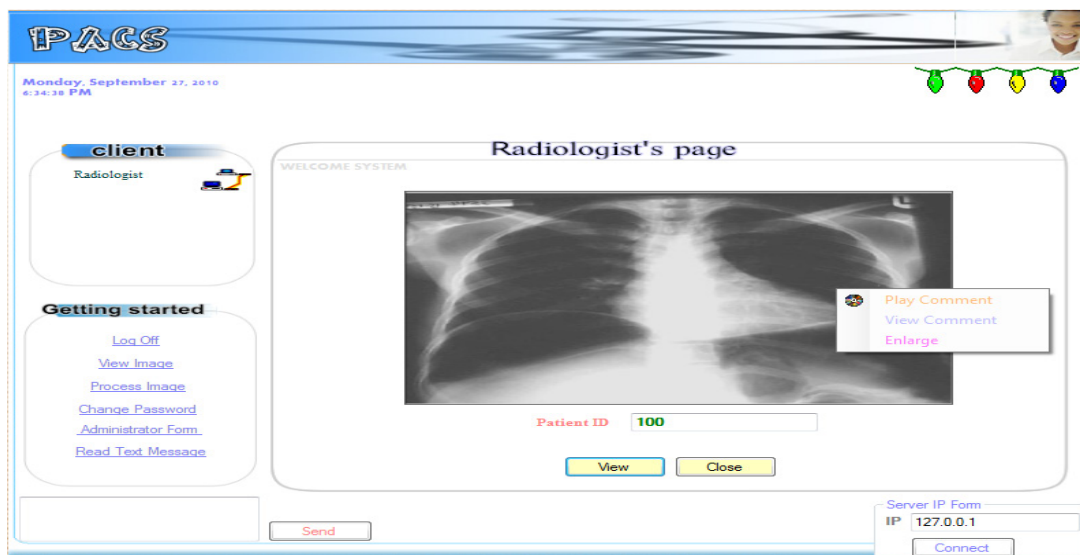 PACS
Monday, September 27, 2010
6:34:38 PM
client
Radiologist
Getting started
Log Off
View Image
Process Image
Change Password
Administrator Form
Read Text Message
Radiologist's page
WELCOME SYSTEM
Play Comment
View Comment
Enlarge
Patient ID 100
View Close
Send
Server IP Form
IP 127.0.0.1
Connect